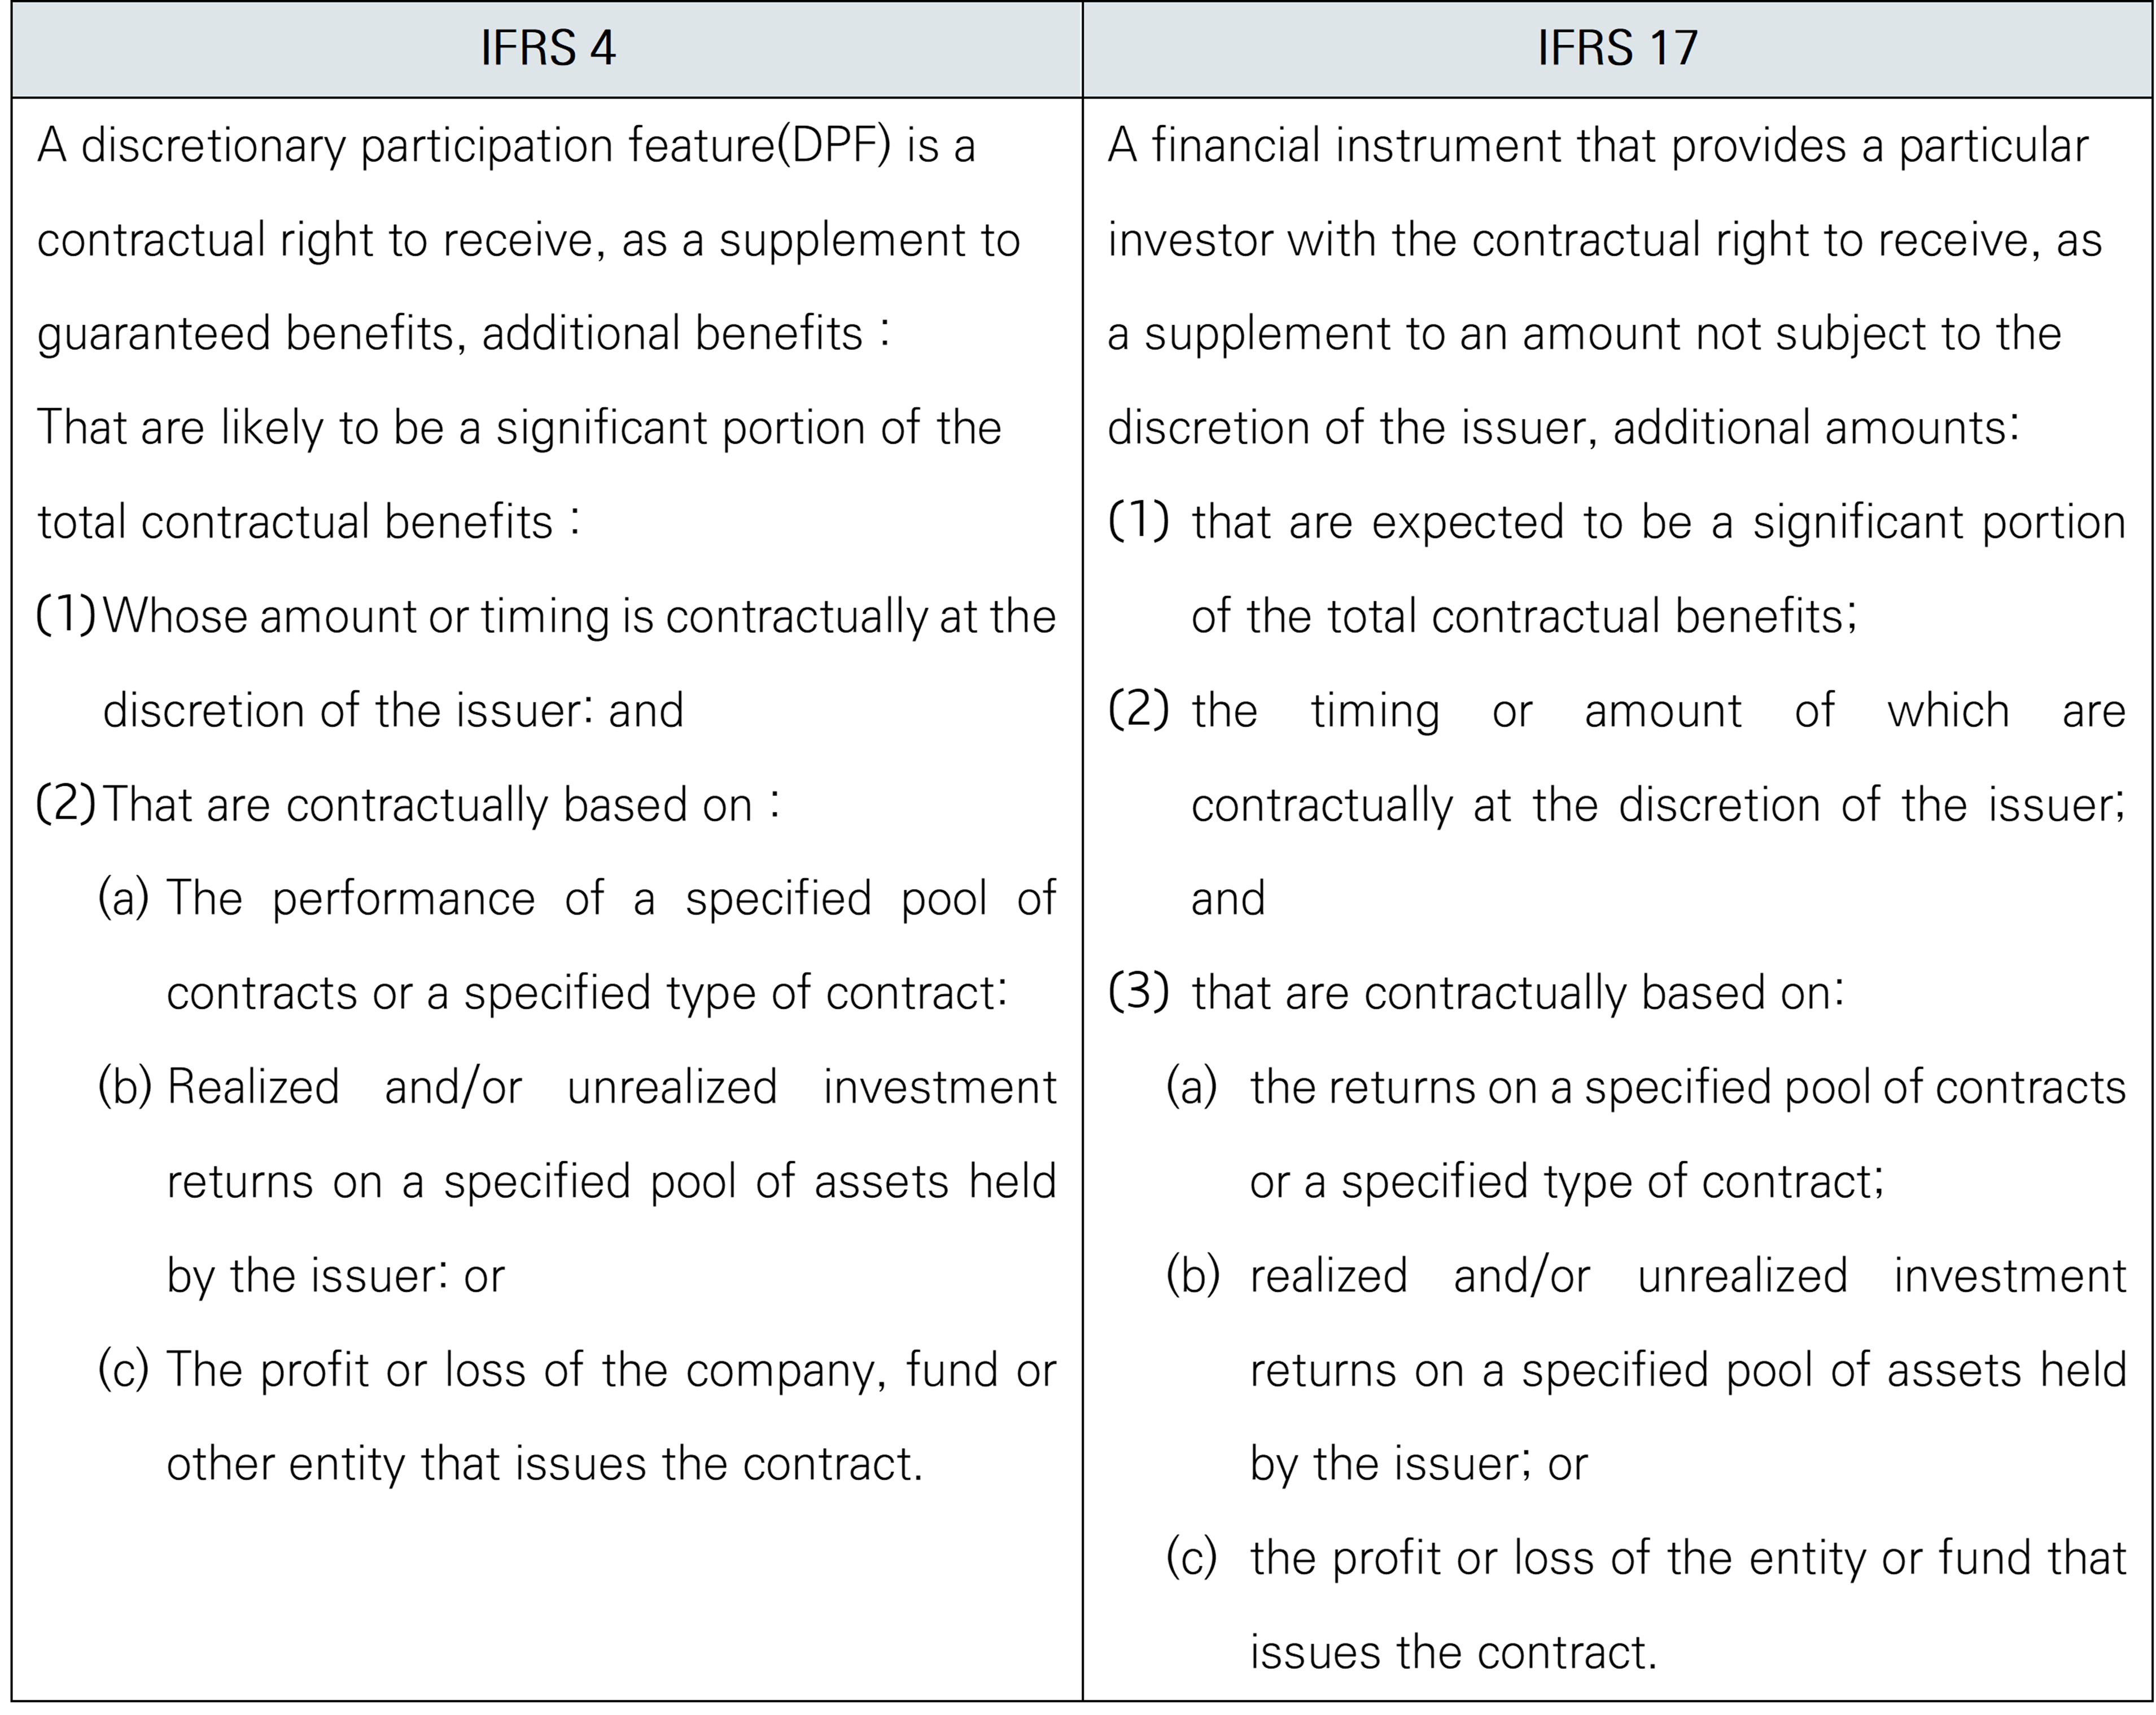 IFRS 4
A discretionary participation feature(DPF) is a
contractual right to receive, as a supplement to
guaranteed benefits, additional benefits :
That are likely to be a significant portion of the
total contractual benefits :
(1) Whose amount or timing is contractually at the
discretion of the issuer: and
(2) That are contractually based on :
(a) The performance of a specified pool of
contracts or a specified type of contract:
(b) Realized and/or unrealized investment
returns on a specified pool of assets held
by the issuer: or
(c) The profit or loss of the company, fund or
other entity that issues the contract.
IFRS 17
A financial instrument that provides a particular
investor with the contractual right to receive, as
a supplement to an amount not subject to the
discretion of the issuer, additional amounts:
(1) that are expected to be a significant portion
of the total contractual benefits;
(2) the timing or amount of which are
contractually at the discretion of the issuer;
and
(3) that are contractually based on:
(a) the returns on a specified pool of contracts
or a specified type of contract;
(b) realized and/or unrealized investment
returns on a specified pool of assets held
by the issuer; or
(c) the profit or loss of the entity or fund that
issues the contract.